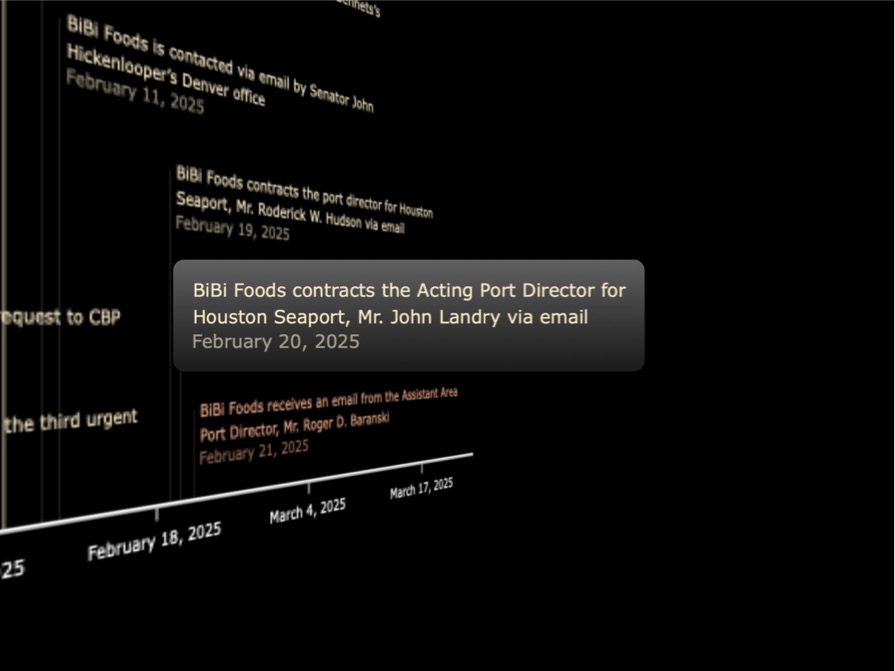 BiBi Foods is contacted via email by Senator John
Hickenlooper's Denver office
February 11, 2025
BiBi Foods contracts the port director for Houston
Seaport, Mr. Roderick W. Hudson via email
February 19, 2025
BiBi Foods contracts the Acting Port Director for
Houston Seaport, Mr. John Landry via email
February 20, 2025
to CBP
the third urgent
BiBi Foods receives an email from the Assistant Area
Port Director, Mr. Roger D. Baranski
February 21, 2025
25
February 18, 2025
March 4, 2025
March 17, 2025